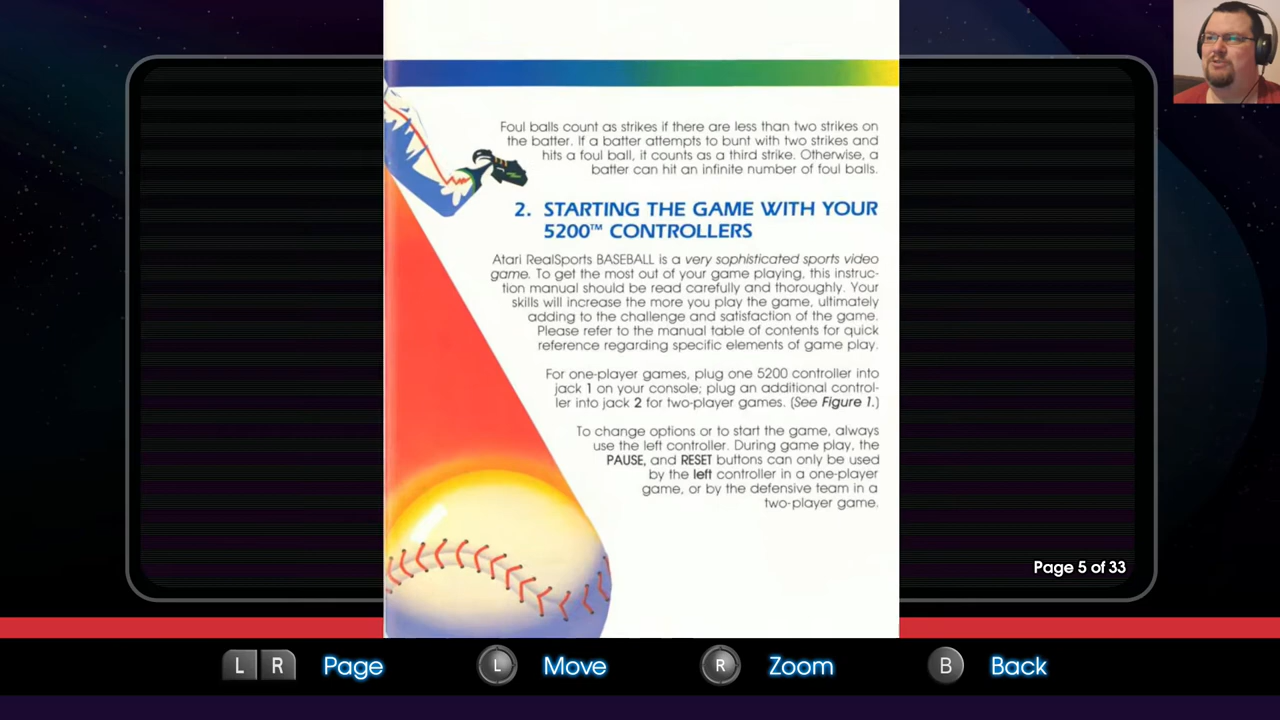 Foul balls count as strikes if there are less than two strikes on
the batter. If a batter attempts to bunt with two strikes and
hits a foul ball, it counts as a third strike. Otherwise, a
batter can hit an infinite number of foul balls.
2. STARTING THE GAME WITH YOUR
5200™ CONTROLLERS
Atari RealSports BASEBALL is a very sophisticated sports video
game. To get the most out of your game playing, this instruc-
tion manual should be read carefully and thoroughly. Your
skills will increase the more you play the game, ultimately
adding to the challenge and satisfaction of the game.
Please refer to the manual table of contents for quick
reference regarding specific elements of game play.
For one-player games, plug one 5200 controller into
jack 1 on your console; plug an additional control-
ler into jack 2 for two-player games. (See Figure 1.)
To change options or to start the game, always
use the left controller. During game play, the
PAUSE, and RESET buttons can only be used
by the left controller in a one-player
game, or by the defensive team in a
two-player game.
Page 5 of 33
L R Page L Move R Zoom B Back